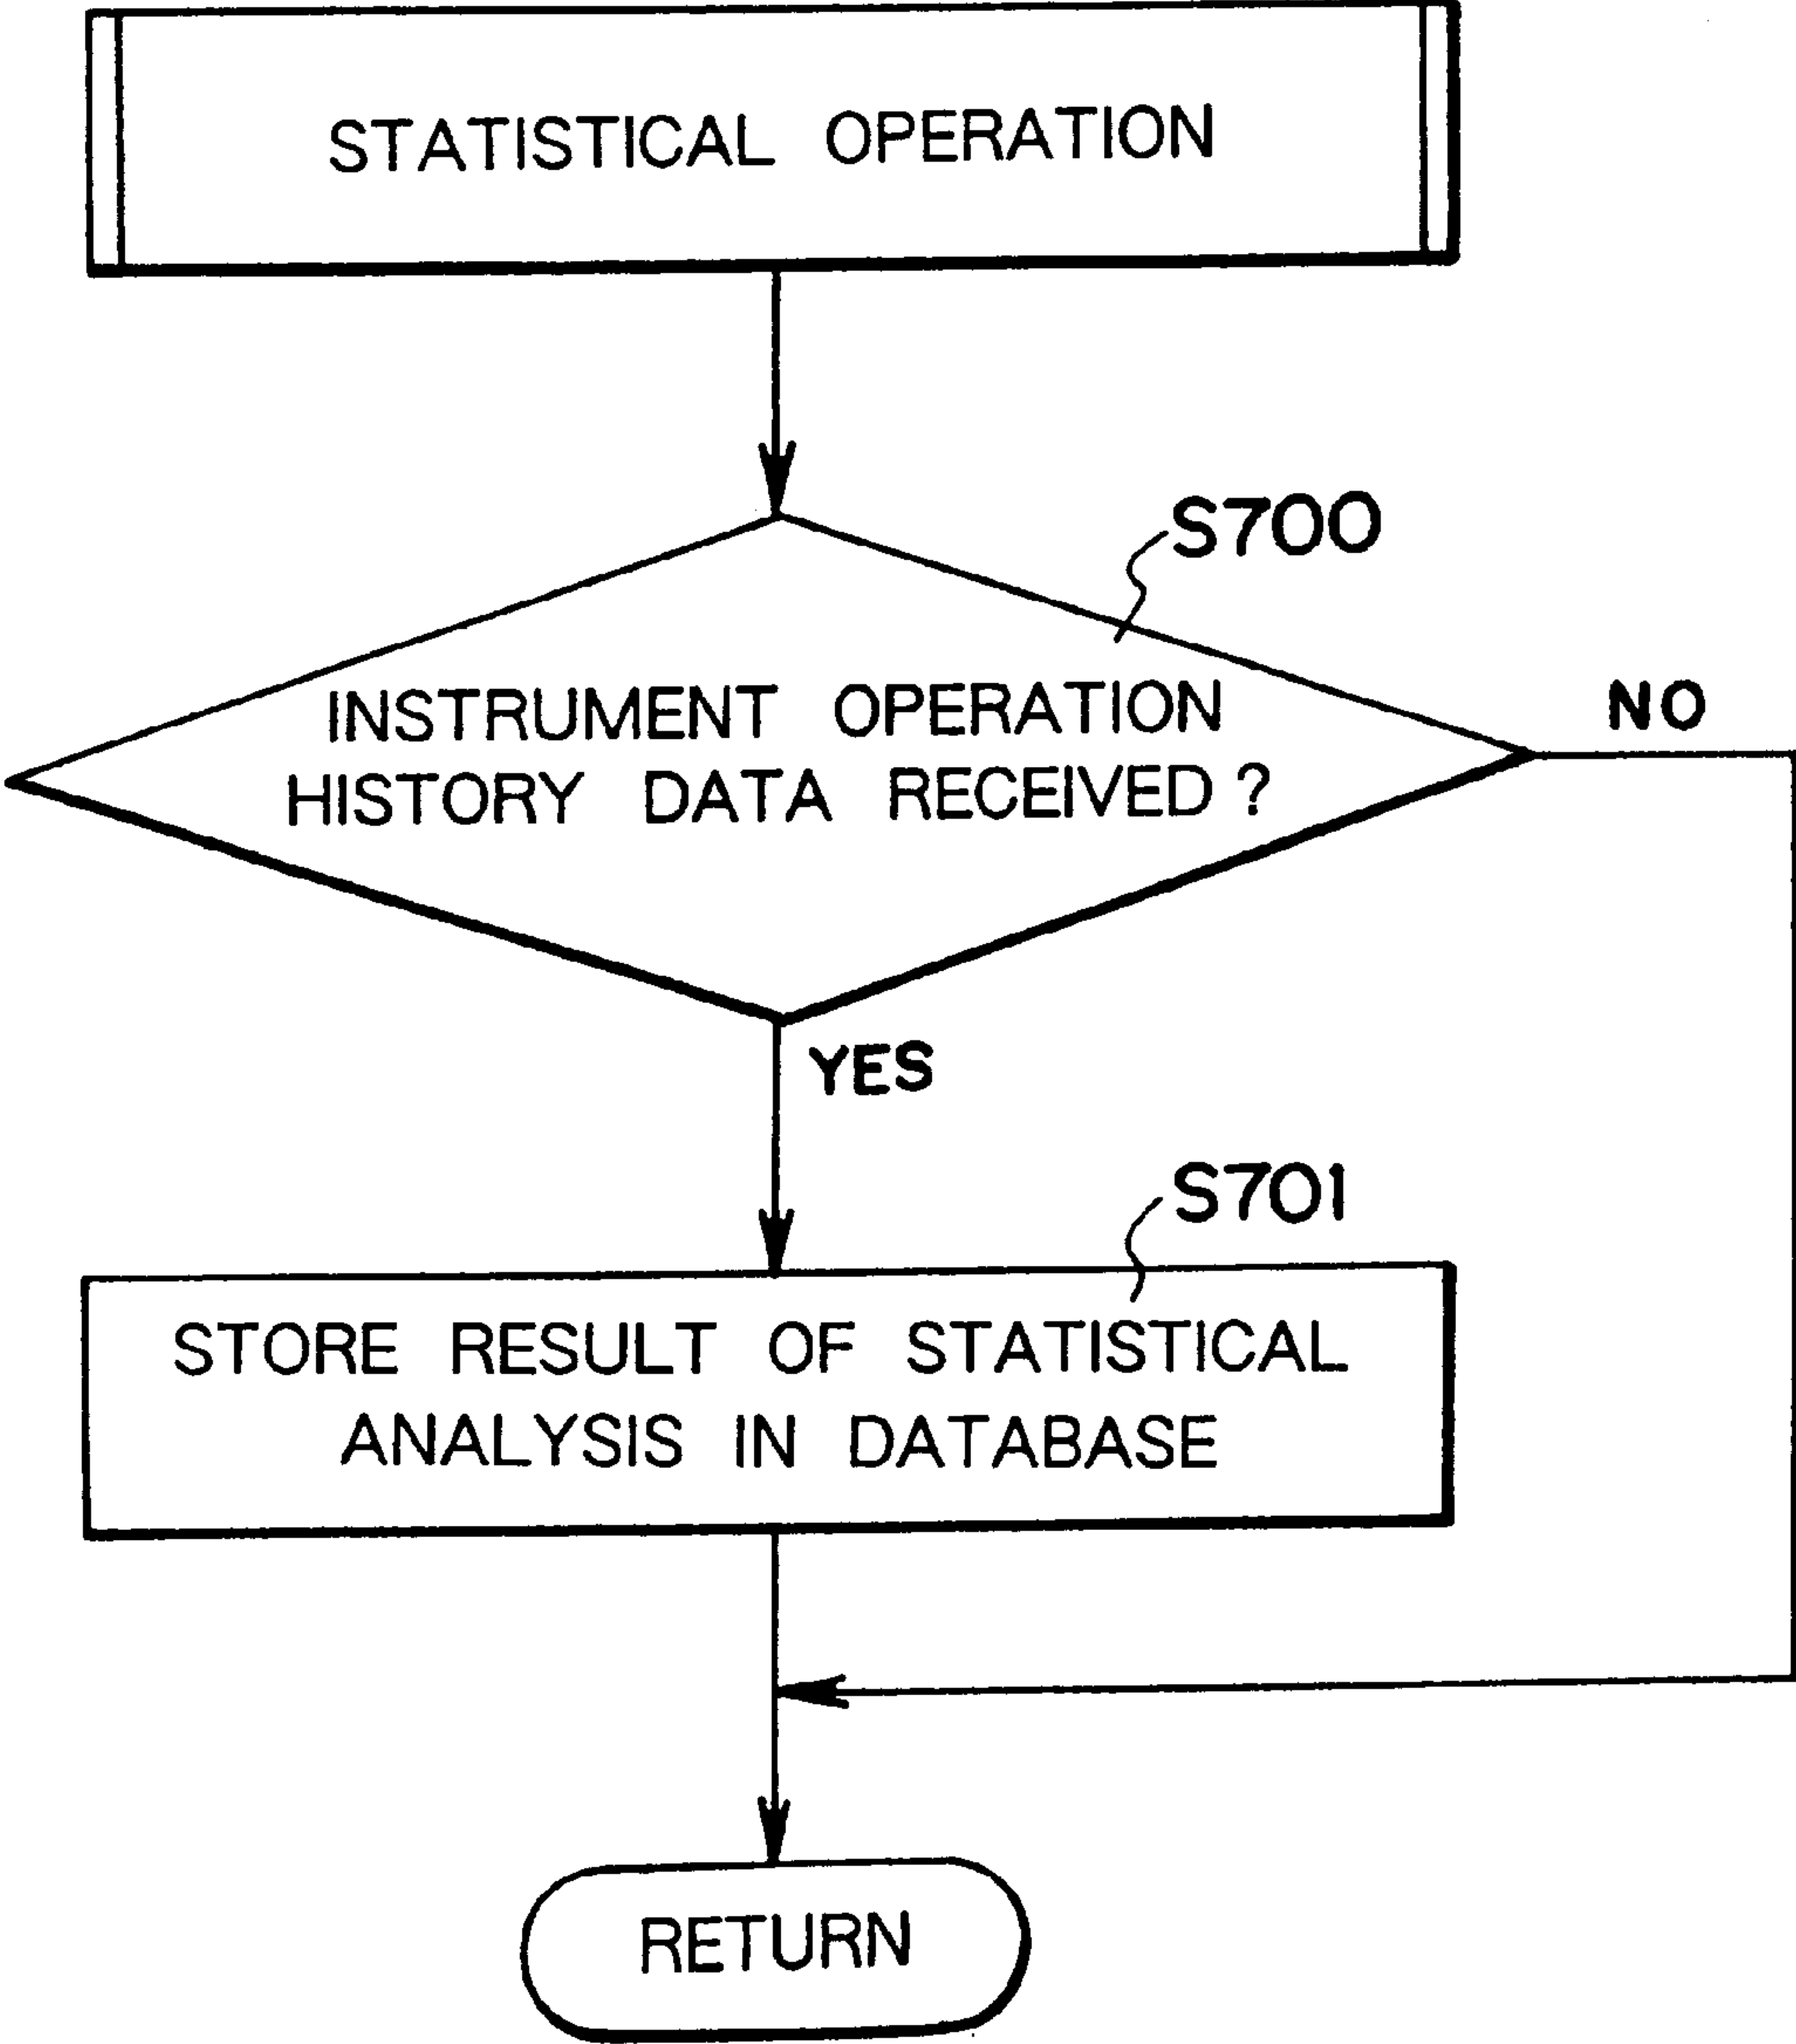 STATISTICAL OPERATION
S700
INSTRUMENT OPERATION
HISTORY DATA RECEIVED ?
NO
YES
S701
STORE RESULT OF STATISTICAL
ANALYSIS IN DATABASE
RETURN